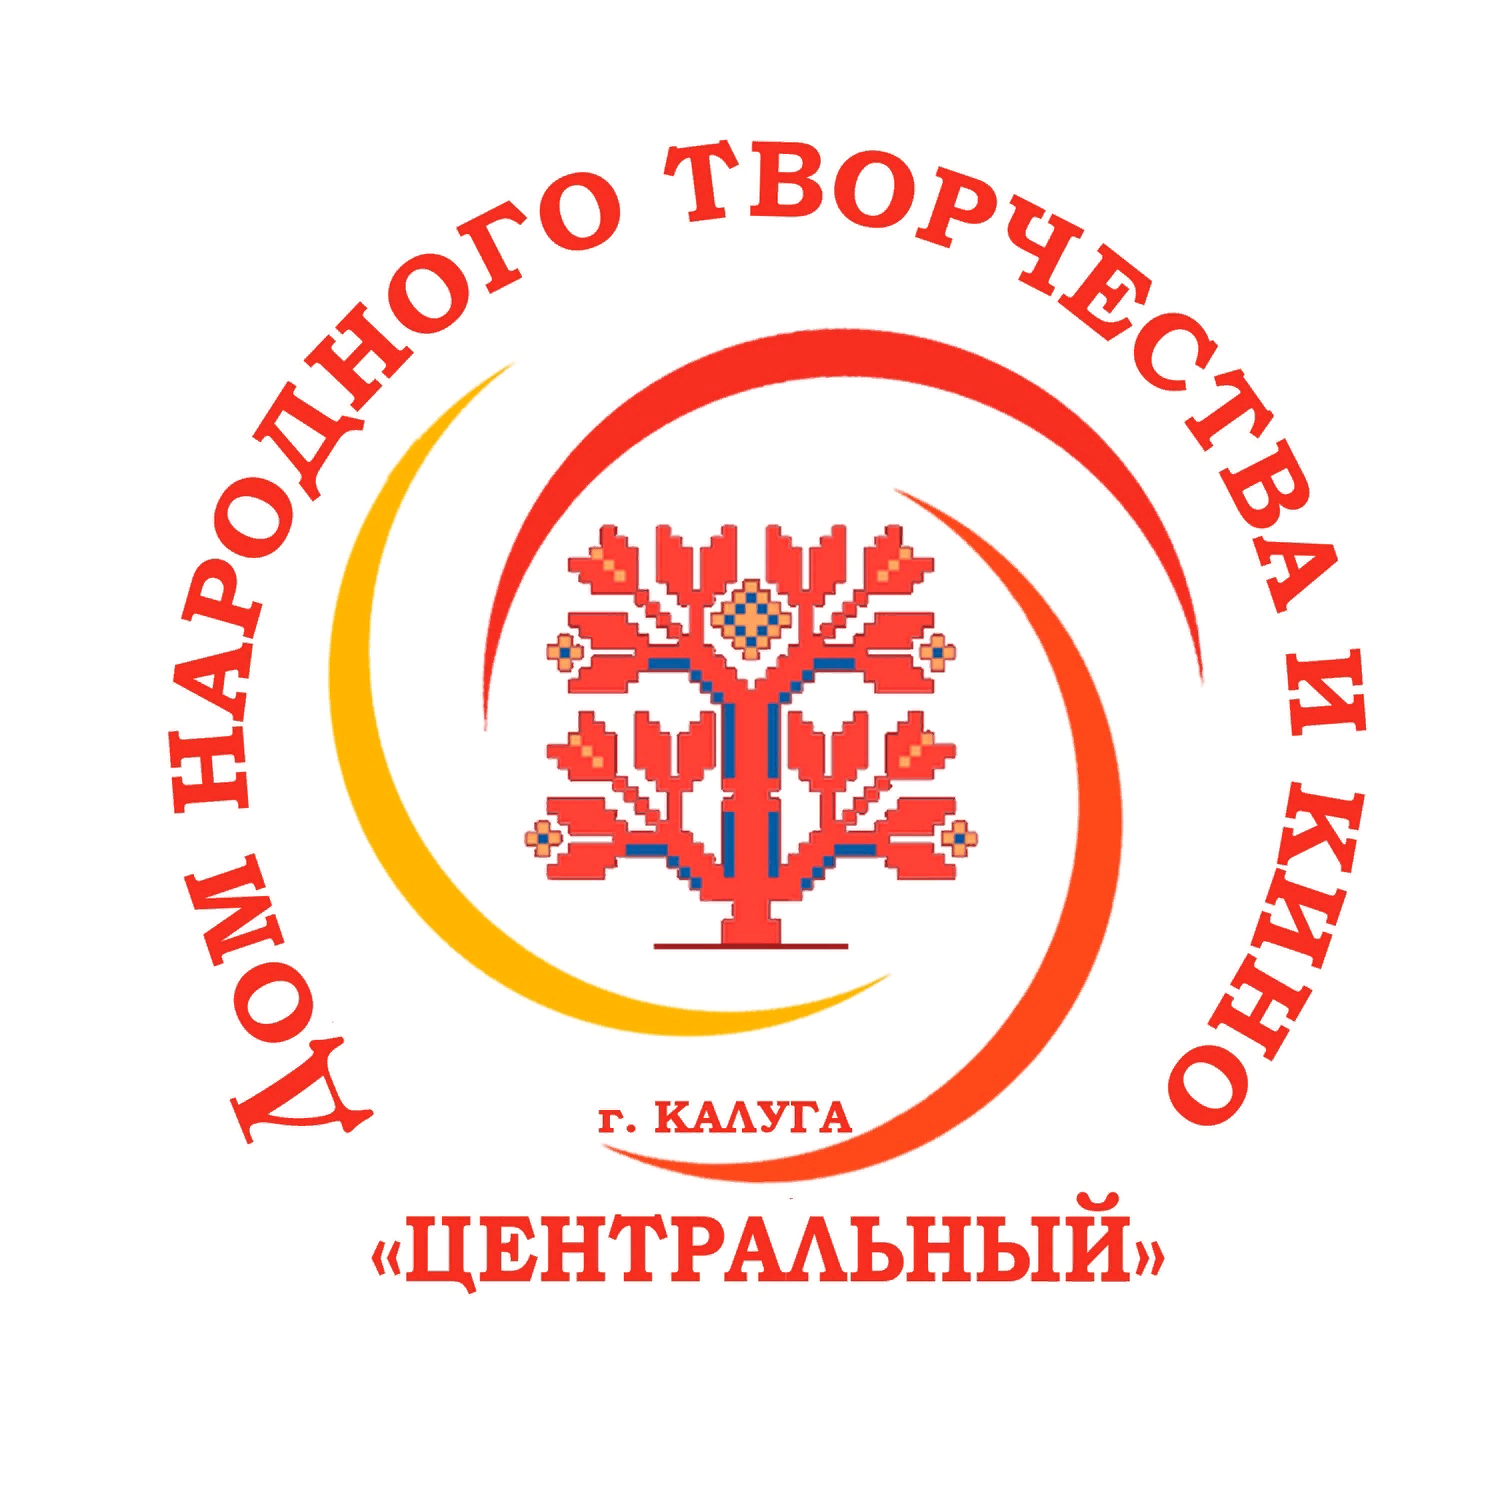 ДОМ НАРОДНОГО ТВОРЧЕСТВА И КИНО
г. КАЛУГА
«ЦЕНТРАЛЬНЫЙ»